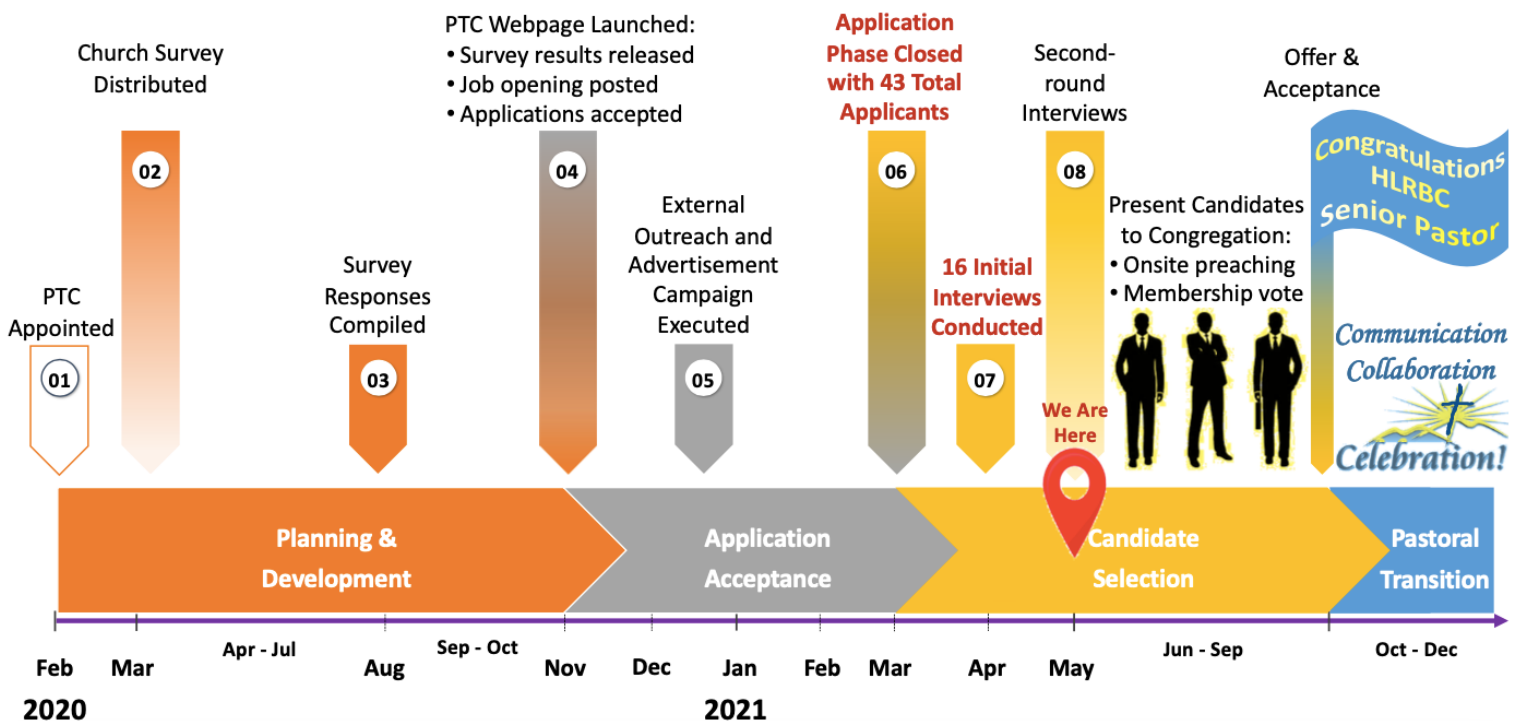 Church Survey
Distributed
PTC Webpage Launched:
• Survey results released
• Job opening posted
• Applications accepted
Application
Phase Closed
with 43 Total
Applicants
Second-
round
Interviews
Offer &
Acceptance
02
04
06
08
Congratulations
HLRBC
Senior Pastor
PTC
Appointed
01
Survey
Responses
Compiled
03
External
Outreach and
Advertisement
Campaign
Executed
05
16 Initial
Interviews
Conducted
07
We Are
Here
Present Candidates
to Congregation:
• Onsite preaching
• Membership vote
Communication
Collaboration
Celebration!
Planning &
Development
Application
Acceptance
Candidate
Selection
Pastoral
Transition
Feb
Mar
Apr - Jul
Aug
Sep - Oct
Nov
Dec
Jan
Feb
Mar
Apr
May
Jun - Sep
Oct - Dec
2020
2021